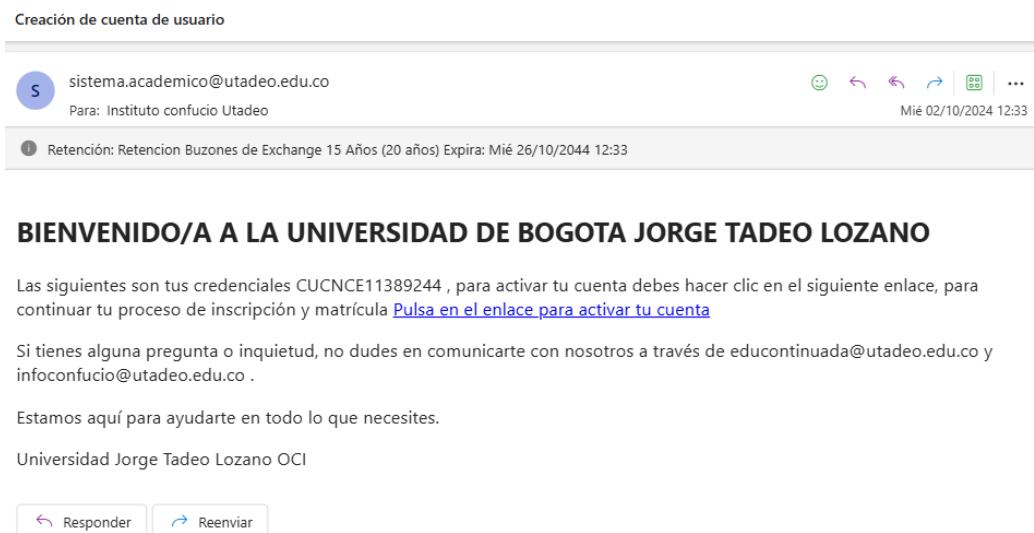 Creación de cuenta de usuario
S
sistema.academico@utadeo.edu.co
Para: Instituto confucio Utadeo
Mié 02/10/2024 12:33
Retención: Retencion Buzones de Exchange 15 Años (20 años) Expira: Mié 26/10/2044 12:33
BIENVENIDO/A A LA UNIVERSIDAD DE BOGOTA JORGE TADEO LOZANO
Las siguientes son tus credenciales CUCNCE11389244 , para activar tu cuenta debes hacer clic en el siguiente enlace, para
continuar tu proceso de inscripción y matrícula Pulsa en el enlace para activar tu cuenta
Si tienes alguna pregunta o inquietud, no dudes en comunicarte con nosotros a través de educontinuada@utadeo.edu.co y
infoconfucio@utadeo.edu.co .
Estamos aquí para ayudarte en todo lo que necesites.
Universidad Jorge Tadeo Lozano OCI
Responder Reenviar